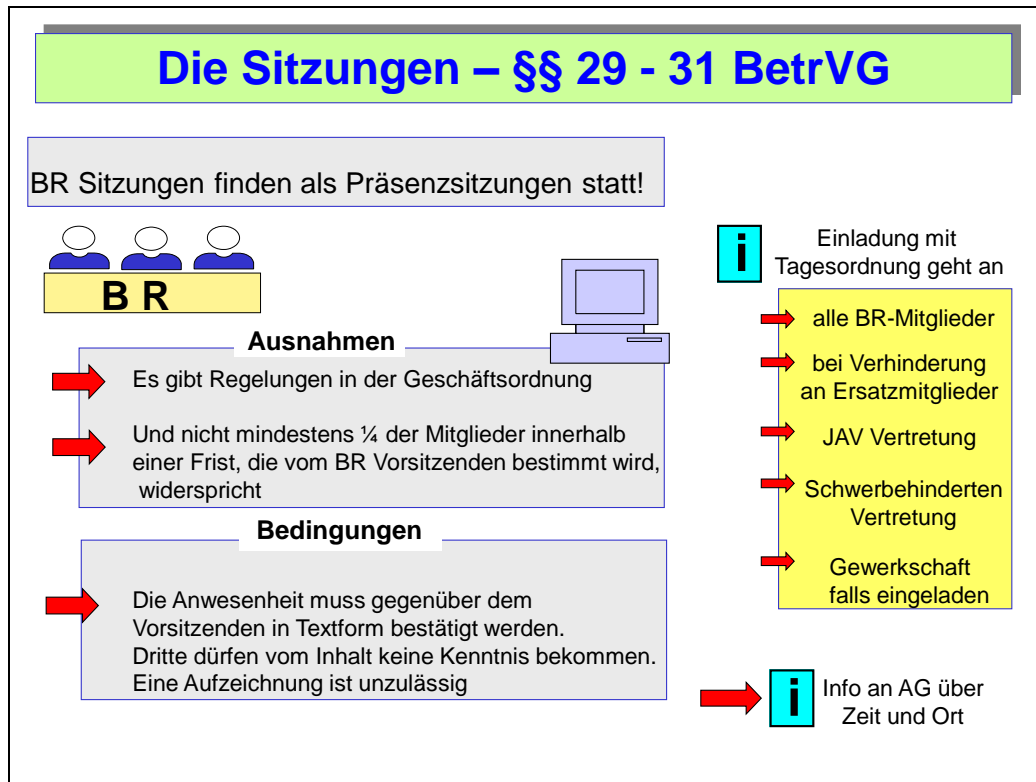 Die Sitzungen – §§ 29 - 31 BetrVG
BR Sitzungen finden als Präsenzsitzungen statt!
B R
Ausnahmen
Es gibt Regelungen in der Geschäftsordnung
Und nicht mindestens ¼ der Mitglieder innerhalb
einer Frist, die vom BR Vorsitzenden bestimmt wird,
widerspricht
Bedingungen
Die Anwesenheit muss gegenüber dem
Vorsitzenden in Textform bestätigt werden.
Dritte dürfen vom Inhalt keine Kenntnis bekommen.
Eine Aufzeichnung ist unzulässig
i
Einladung mit
Tagesordnung geht an
alle BR-Mitglieder
bei Verhinderung
an Ersatzmitglieder
JAV Vertretung
Schwerbehinderten
Vertretung
Gewerkschaft
falls eingeladen
i
Info an AG über
Zeit und Ort